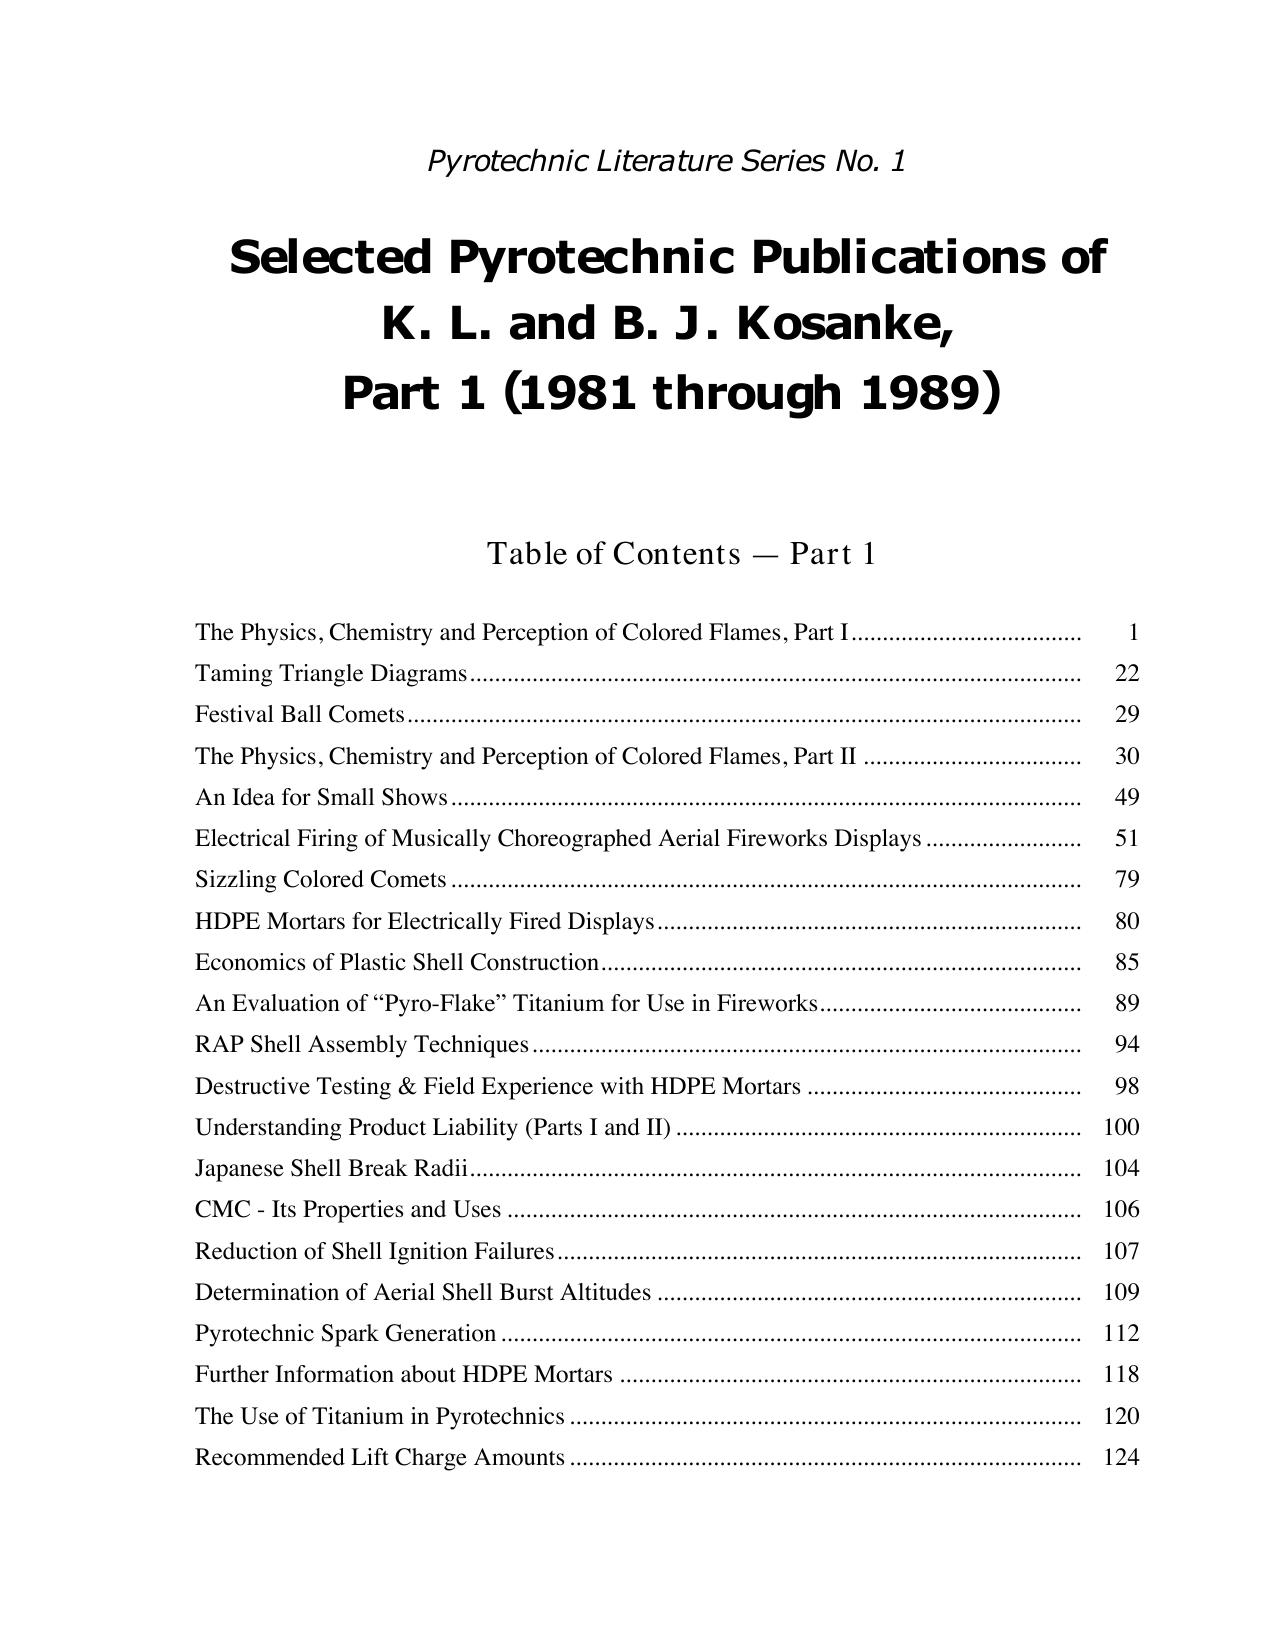 Pyrotechnic Literature Series No. 1
Selected Pyrotechnic Publications of
K. L. and B. J. Kosanke,
Part 1 (1981 through 1989)
Table of Contents — Part 1
The Physics, Chemistry and Perception of Colored Flames, Part I..................................... 1
Taming Triangle Diagrams.................................................................................................. 22
Festival Ball Comets............................................................................................................ 29
The Physics, Chemistry and Perception of Colored Flames, Part II ................................... 30
An Idea for Small Shows..................................................................................................... 49
Electrical Firing of Musically Choreographed Aerial Fireworks Displays ......................... 51
Sizzling Colored Comets ..................................................................................................... 79
HDPE Mortars for Electrically Fired Displays.................................................................... 80
Economics of Plastic Shell Construction............................................................................. 85
An Evaluation of “Pyro-Flake” Titanium for Use in Fireworks.......................................... 89
RAP Shell Assembly Techniques........................................................................................ 94
Destructive Testing & Field Experience with HDPE Mortars ............................................ 98
Understanding Product Liability (Parts I and II) ................................................................. 100
Japanese Shell Break Radii.................................................................................................. 104
CMC - Its Properties and Uses ............................................................................................ 106
Reduction of Shell Ignition Failures.................................................................................... 107
Determination of Aerial Shell Burst Altitudes .................................................................... 109
Pyrotechnic Spark Generation ............................................................................................. 112
Further Information about HDPE Mortars .......................................................................... 118
The Use of Titanium in Pyrotechnics .................................................................................. 120
Recommended Lift Charge Amounts .................................................................................. 124